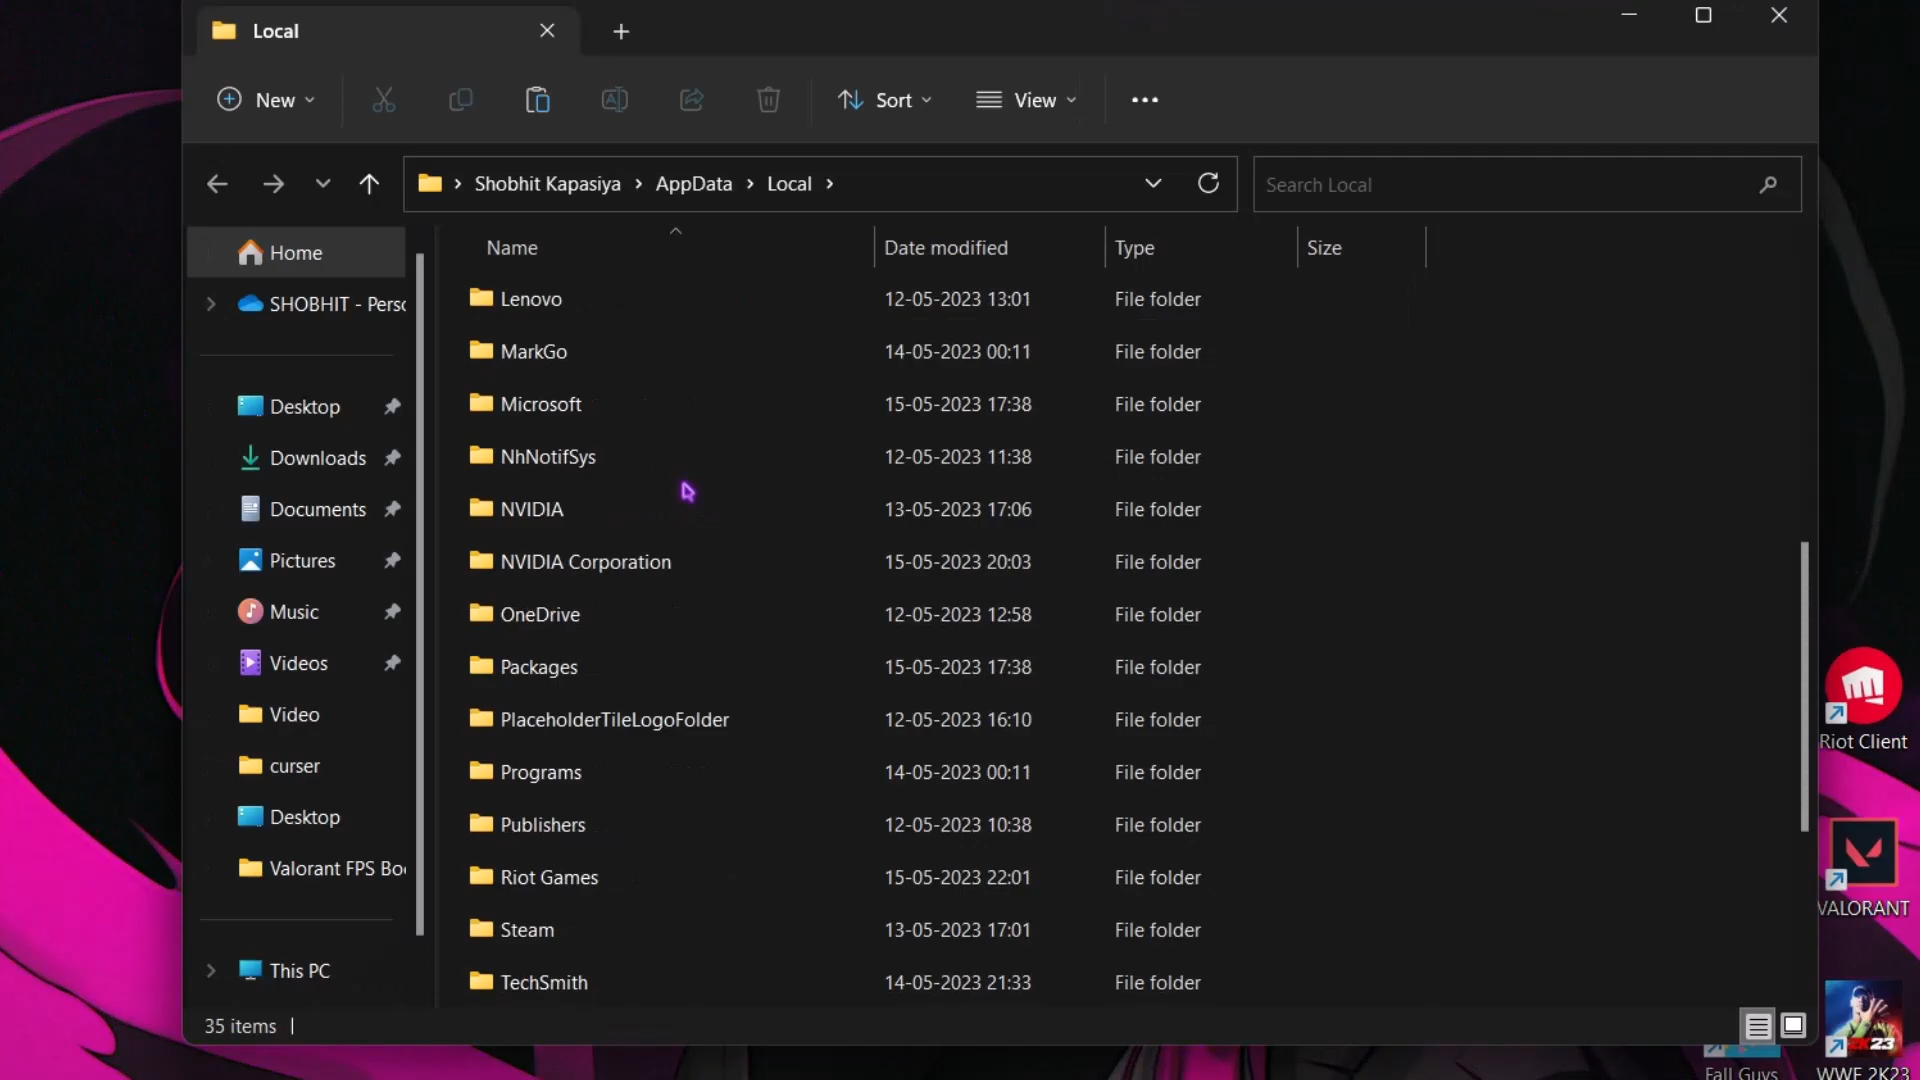 Local
New
Sort
View
Shobhit Kapasiya
AppData
Local
Search Local
Home
SHOBHIT - Perso
Desktop
Downloads
Documents
Pictures
Music
Videos
Video
curser
Desktop
Valorant FPS Boo
This PC
Name Date modified Type Size
Lenovo 12-05-2023 13:01 File folder
MarkGo 14-05-2023 00:11 File folder
Microsoft 15-05-2023 17:38 File folder
NhNotifSys 12-05-2023 11:38 File folder
NVIDIA 13-05-2023 17:06 File folder
NVIDIA Corporation 15-05-2023 20:03 File folder
OneDrive 12-05-2023 12:58 File folder
Packages 15-05-2023 17:38 File folder
PlaceholderTileLogoFolder 12-05-2023 16:10 File folder
Programs 14-05-2023 00:11 File folder
Publishers 12-05-2023 10:38 File folder
Riot Games 15-05-2023 22:01 File folder
Steam 13-05-2023 17:01 File folder
TechSmith 14-05-2023 21:33 File folder
35 items
Riot Client
VALORANT
2K23
Fall Guys
WWE 2K23